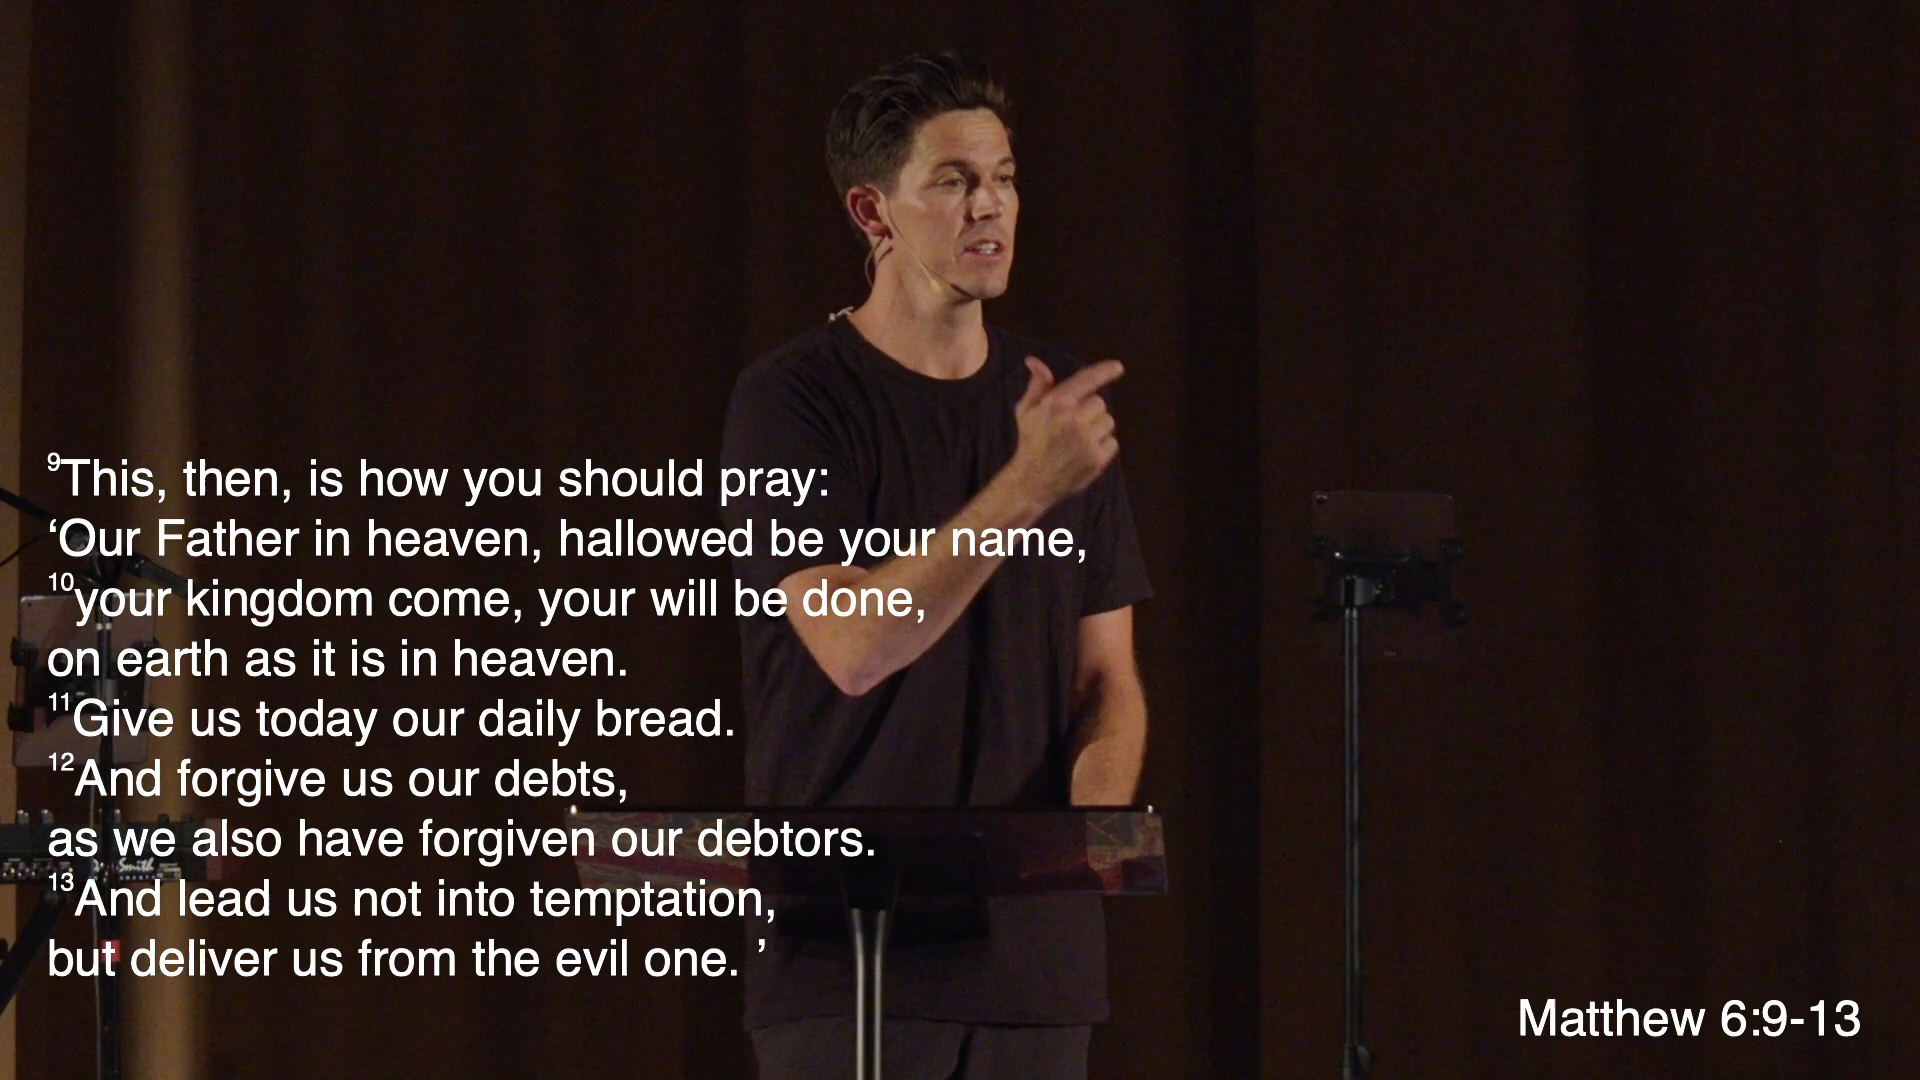 ⁹This, then, is how you should pray:
‘Our Father in heaven, hallowed be your name,
¹⁰your kingdom come, your will be done,
on earth as it is in heaven.
¹¹Give us today our daily bread.
¹²And forgive us our debts,
as we also have forgiven our debtors.
¹³And lead us not into temptation,
but deliver us from the evil one. ’
Matthew 6:9-13